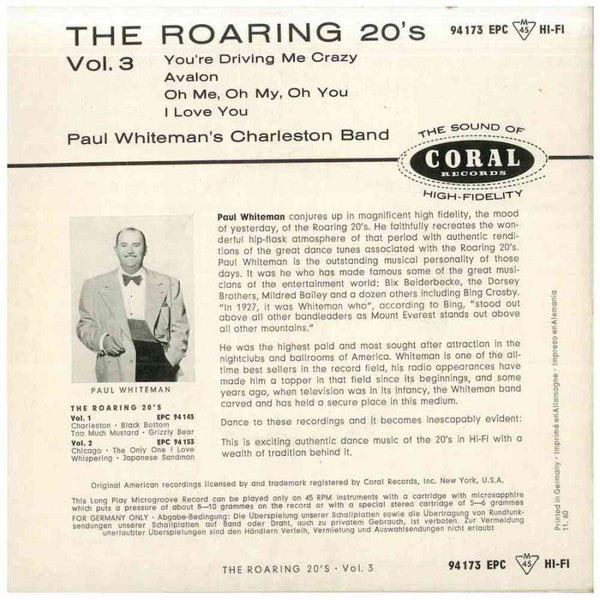 THE ROARING 20's
94173 EPC M 45 HI-FI
Vol. 3
You're Driving Me Crazy
Avalon
Oh Me, Oh My, Oh You
I Love You
Paul Whiteman's Charleston Band
THE SOUND OF
CORAL
RECORDS
HIGH-FIDELITY
PAUL WHITEMAN
THE ROARING 20'S
Vol. 1 EPC 94145
Charleston · Black Bottom
Too Much Mustard · Grizzly Bear
Vol. 2 EPC 94153
Chicago · The Only One I Love
Whispering · Japanese Sandman
Paul Whiteman conjures up in magnificent high fidelity, the mood
of yesterday, of the Roaring 20's. He faithfully recreates the won-
derful hip-flask atmosphere of that period with authentic rendi-
tions of the great dance tunes associated with the Roaring 20's.
Paul Whiteman is the outstanding musical personality of those
days. It was he who has made famous some of the great musi-
cians of the entertainment world: Bix Beiderbecke, the Dorsey
Brothers, Mildred Bailey and a dozen others including Bing Crosby.
"In 1927, it was Whiteman who", according to Bing, "stood out
above all other bandleaders as Mount Everest stands out above
all other mountains."
He was the highest paid and most sought after attraction in the
nightclubs and ballrooms of America. Whiteman is one of the all-
time best sellers in the record field, his radio appearances have
made him a topper in that field since its beginnings, and some
years ago, when television was in its infancy, the Whiteman band
carved and has held a secure place in this medium.
Dance to these recordings and it becomes inescapably evident:
This is exciting authentic dance music of the 20's in Hi-Fi with a
wealth of tradition behind it.
Original American recordings licensed by and trademark registered by Coral Records, Inc. New York, U.S.A.
This Long Play Microgroove Record can be played only on 45 RPM instruments with a cartridge with microsapphire
which puts a pressure of about 8—10 grammes on the record or with a special stereo cartridge of 5—6 grammes
FOR GERMANY ONLY · Abgabe-Bedingung: Die Überspielung unserer Schallplatten sowie die Übertragung von Rundfunk-
sendungen unserer Schallplatten auf Band oder Draht, auch zu privatem Gebrauch, ist verboten. Zur Vermeidung
unerlaubter Überspielungen sind den Händlern Verleih, Vermietung und Auswahlsendungen nicht erlaubt
Printed in Germany · Imprimé en Allemagne · Impreso en Alemania
11. 60
THE ROARING 20'S · Vol. 3
94173 EPC M 45 HI-FI